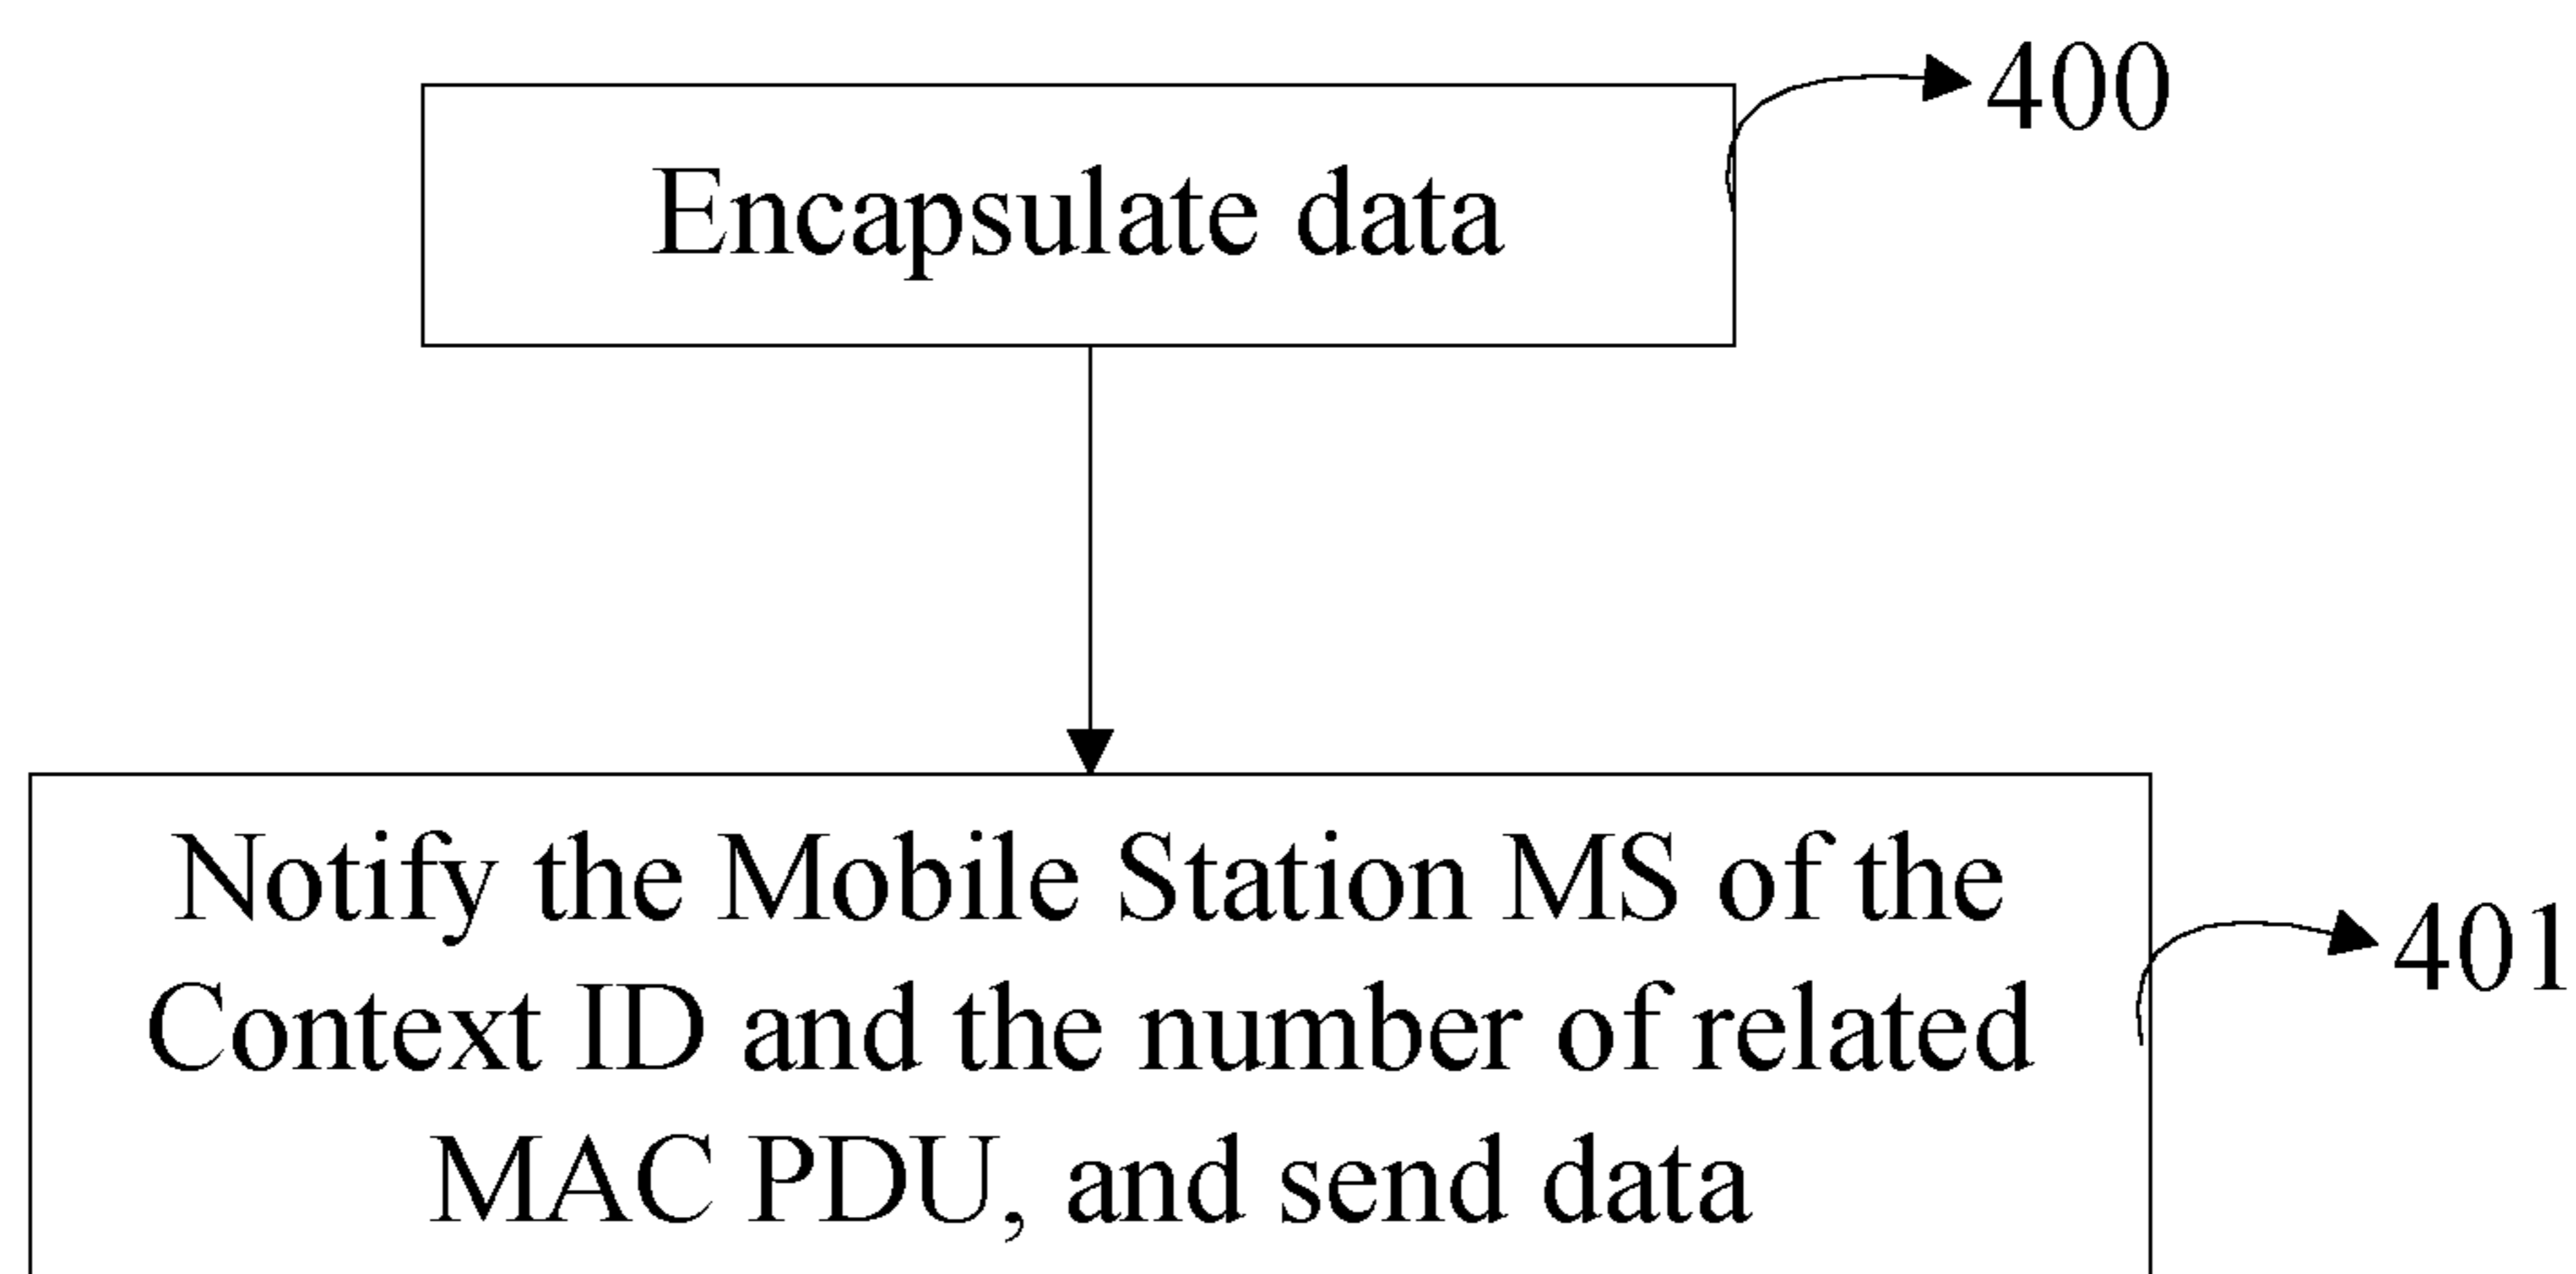 400
Encapsulate data
Notify the Mobile Station MS of the
Context ID and the number of related
MAC PDU, and send data
401